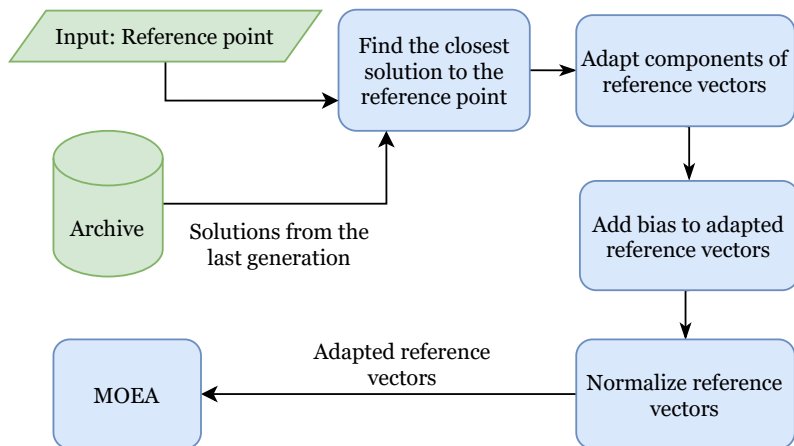 Input: Reference point
Find the closest
solution to the
reference point
Adapt components of
reference vectors
Archive
Solutions from the
last generation
Add bias to adapted
reference vectors
Adapted reference
vectors
MOEA
Normalize reference
vectors